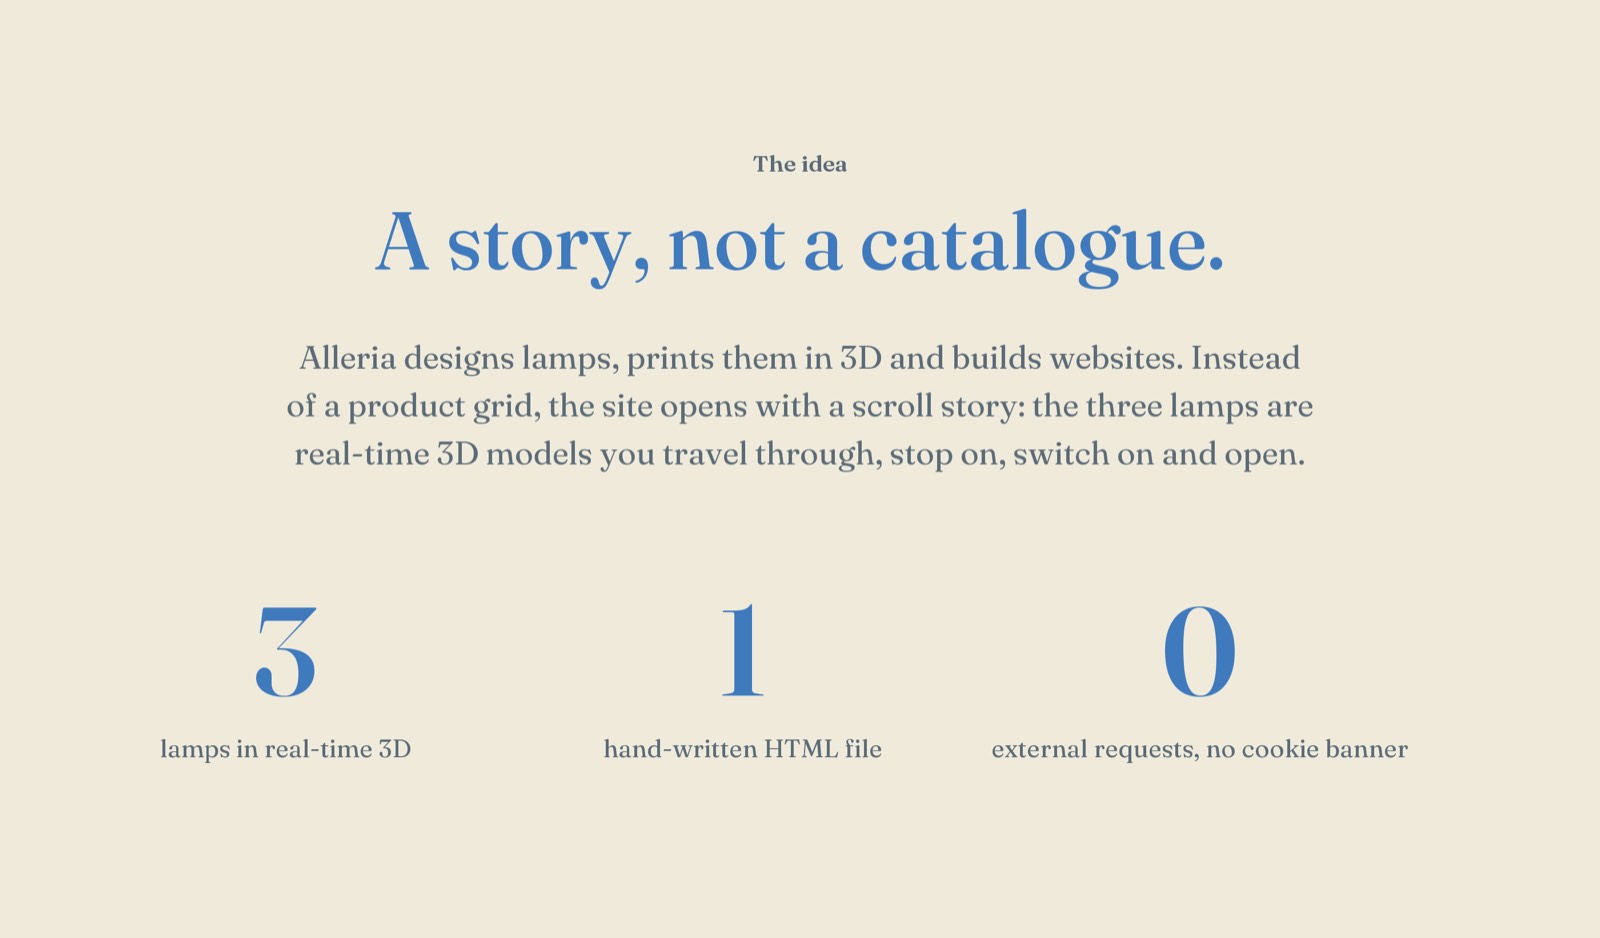 The idea
A story, not a catalogue.
Alleria designs lamps, prints them in 3D and builds websites. Instead
of a product grid, the site opens with a scroll story: the three lamps are
real-time 3D models you travel through, stop on, switch on and open.
3
lamps in real-time 3D
1
hand-written HTML file
0
external requests, no cookie banner